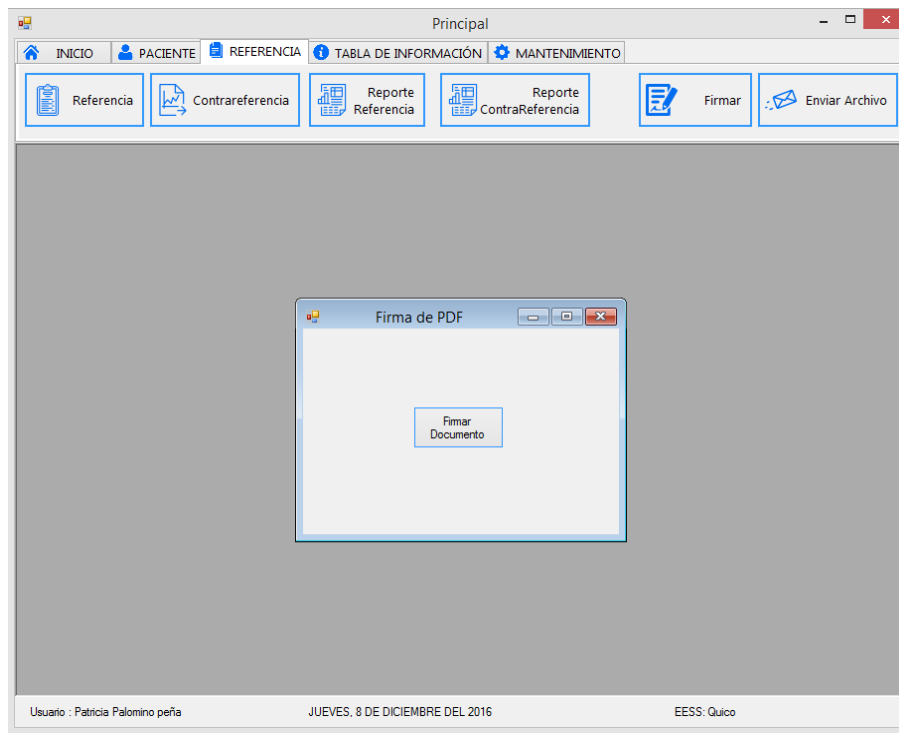 Principal
INICIO PACIENTE REFERENCIA TABLA DE INFORMACIÓN MANTENIMIENTO
Referencia
Contrareferencia
Reporte
Referencia
Reporte
ContraReferencia
Firmar
Enviar Archivo
Firma de PDF
Firmar
Documento
Usuario : Patricia Palomino peña JUEVES, 8 DE DICIEMBRE DEL 2016 EESS: Quico